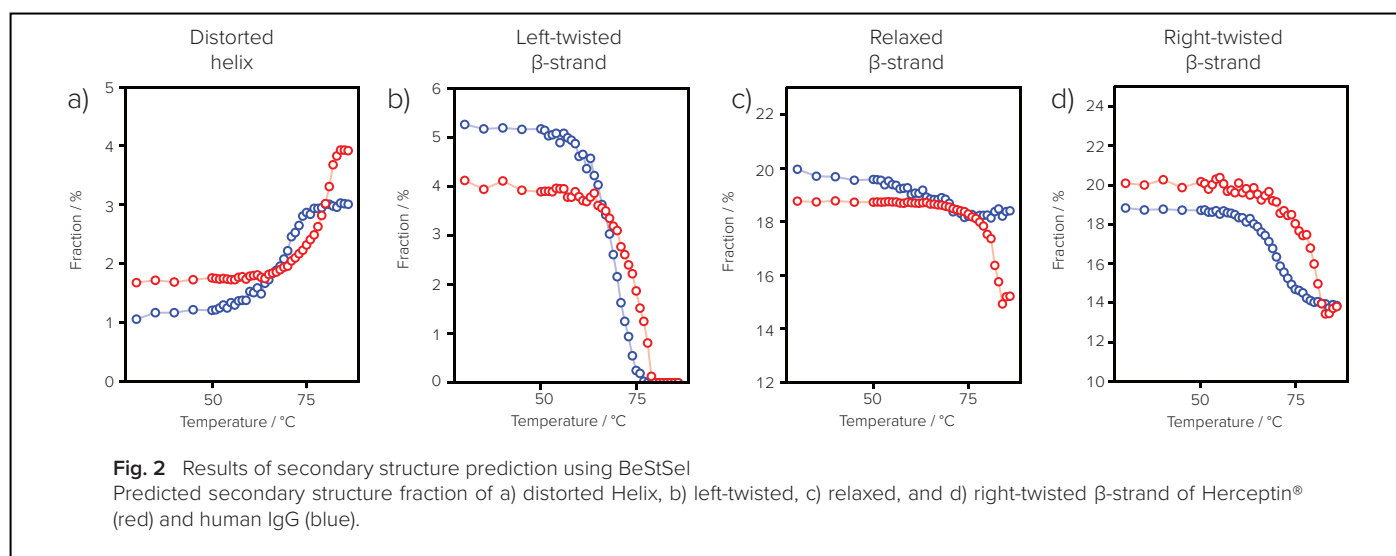 Distorted
helix
Left-twisted
β-strand
Relaxed
β-strand
Right-twisted
β-strand
a)
5
4
3
2
1
0
Fraction / %
50
75
Temperature / °C
b)
6
5
4
3
2
1
0
Fraction / %
50
75
Temperature / °C
c)
22
20
18
16
14
12
Fraction / %
50
75
Temperature / °C
d)
24
22
20
18
16
14
12
10
Fraction / %
50
75
Temperature / °C
Fig. 2 Results of secondary structure prediction using BeStSel
Predicted secondary structure fraction of a) distorted Helix, b) left-twisted, c) relaxed, and d) right-twisted β-strand of Herceptin®
(red) and human IgG (blue).